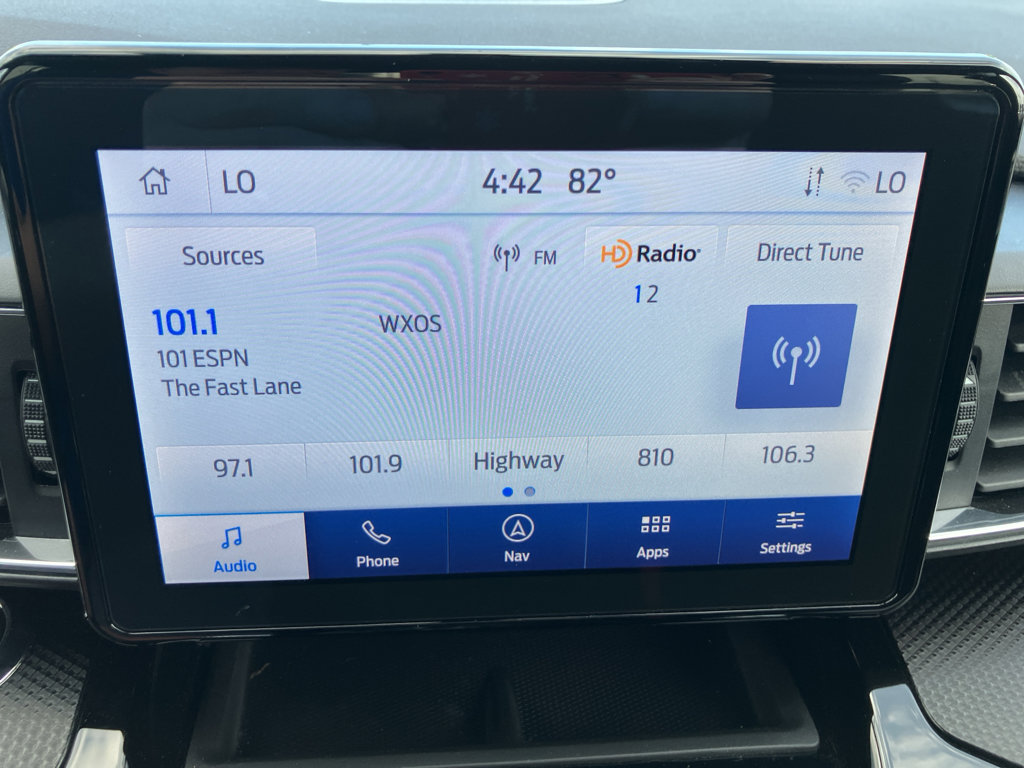 LO 4:42 82° LO
Sources FM HD Radio Direct Tune
1 2
101.1 WXOS
101 ESPN
The Fast Lane
97.1 101.9 Highway 810 106.3
Audio Phone Nav Apps Settings